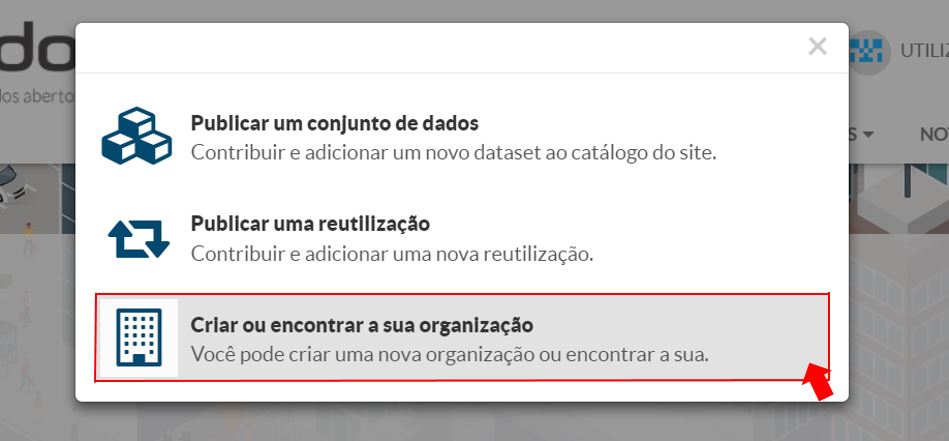 do
dos aberto
×
UTILIZ
Publicar um conjunto de dados
Contribuir e adicionar um novo dataset ao catálogo do site.
S
NO
Publicar uma reutilização
Contribuir e adicionar uma nova reutilização.
Criar ou encontrar a sua organização
Você pode criar uma nova organização ou encontrar a sua.